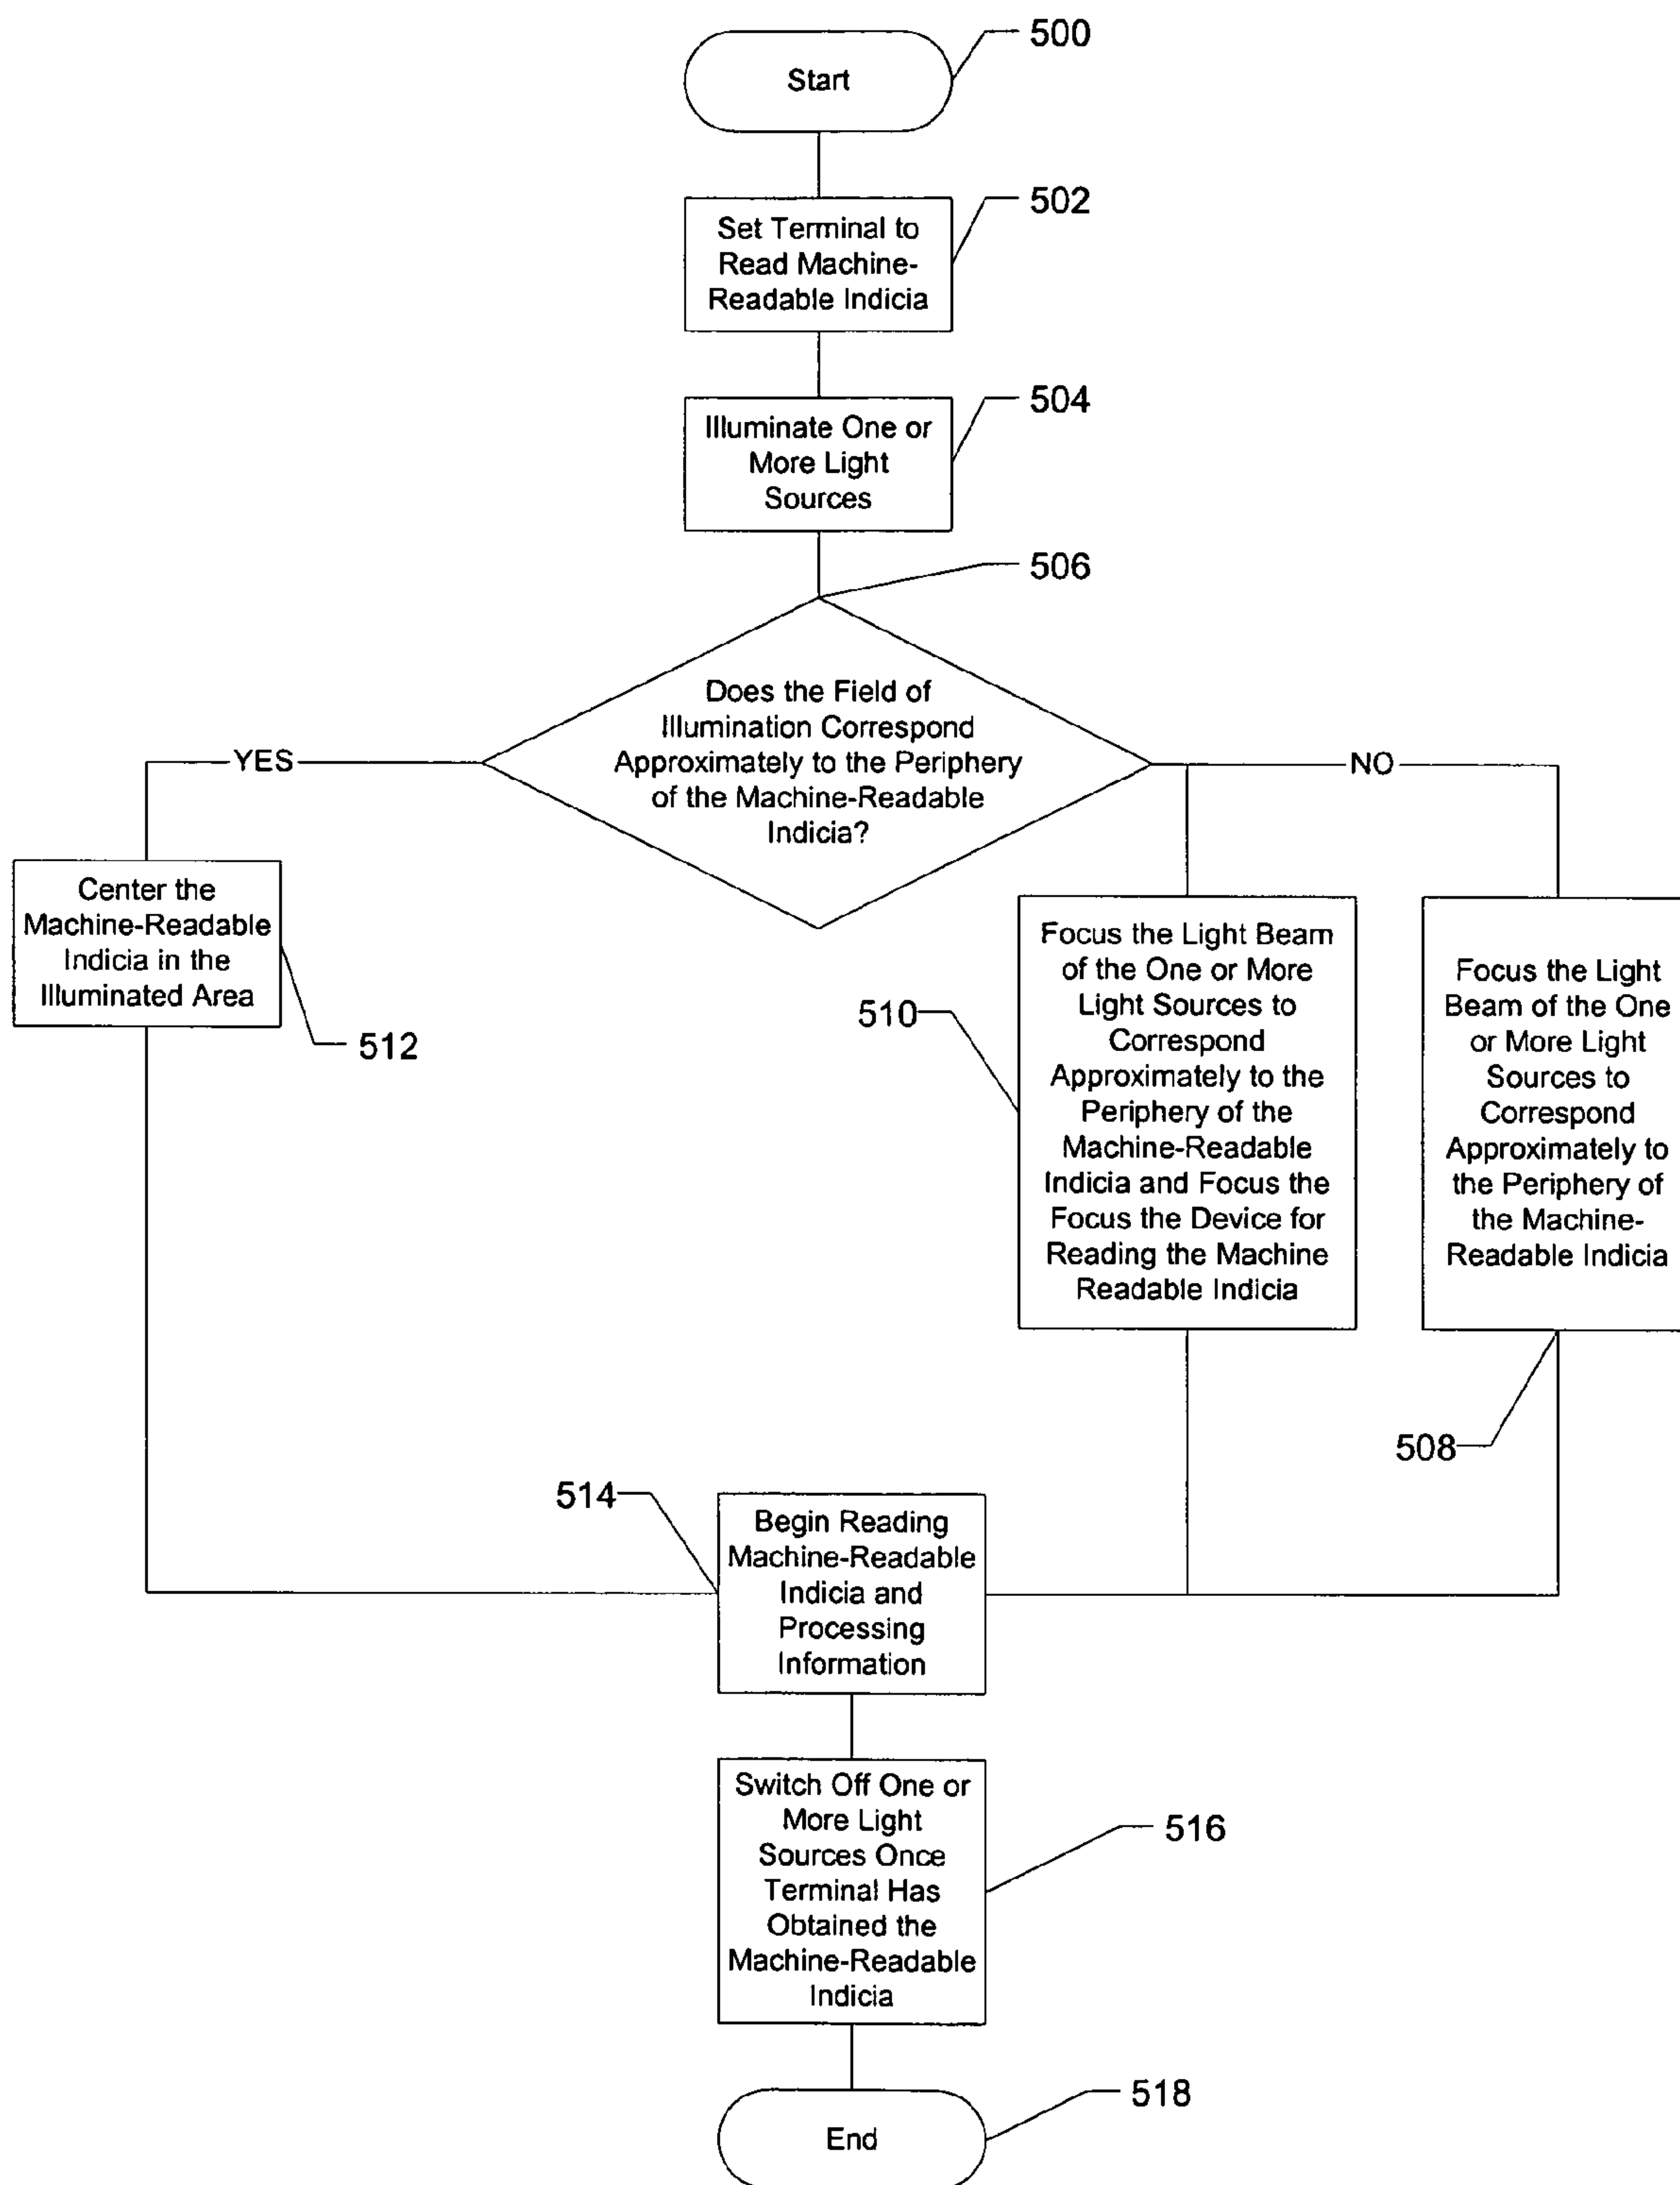 500
Start
502
Set Terminal to
Read Machine-
Readable Indicia
504
Illuminate One or
More Light
Sources
506
Does the Field of
Illumination Correspond
Approximately to the Periphery
of the Machine-Readable
Indicia?
YES
NO
Center the
Machine-Readable
Indicia in the
Illuminated Area
512
510
Focus the Light Beam
of the One or More
Light Sources to
Correspond
Approximately to the
Periphery of the
Machine-Readable
Indicia and Focus the
Focus the Device for
Reading the Machine
Readable Indicia
Focus the Light
Beam of the One
or More Light
Sources to
Correspond
Approximately to
the Periphery of
the Machine-
Readable Indicia
508
514
Begin Reading
Machine-Readable
Indicia and
Processing
Information
Switch Off One or
More Light
Sources Once
Terminal Has
Obtained the
Machine-Readable
Indicia
516
518
End